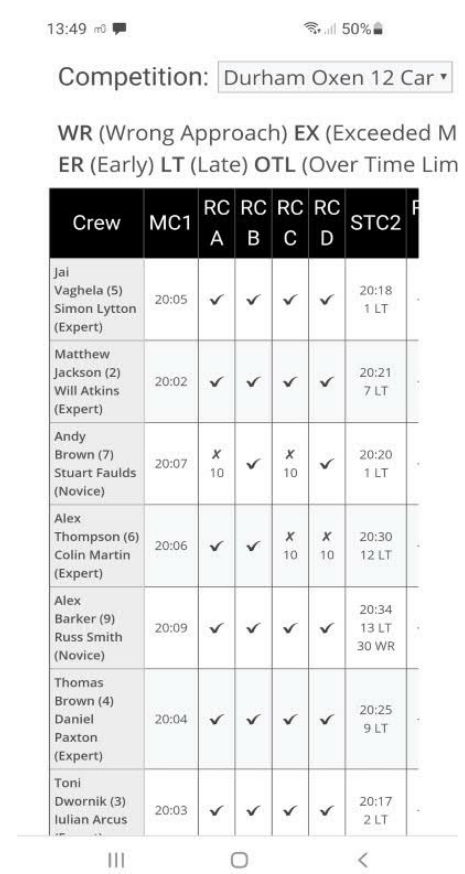 13:49
50%
Competition: Durham Oxen 12 Car
WR (Wrong Approach) EX (Exceeded M
ER (Early) LT (Late) OTL (Over Time Lim
Crew MC1 RC A RC B RC C RC D STC2
Jai
Vaghela (5)
Simon Lytton
(Expert)
20:05 ✓ ✓ ✓ ✓ 20:18
1 LT
Matthew
Jackson (2)
Will Atkins
(Expert)
20:02 ✓ ✓ ✓ ✓ 20:21
7 LT
Andy
Brown (7)
Stuart Faulds
(Novice)
20:07 ✗ 10 ✓ ✗ 10 ✓ 20:20
1 LT
Alex
Thompson (6)
Colin Martin
(Expert)
20:06 ✓ ✓ ✗ 10 ✗ 10 20:30
12 LT
Alex
Barker (9)
Russ Smith
(Novice)
20:09 ✓ ✓ ✓ ✓ 20:34
13 LT
30 WR
Thomas
Brown (4)
Daniel
Paxton
(Expert)
20:04 ✓ ✓ ✓ ✓ 20:25
9 LT
Toni
Dwornik (3)
Iulian Arcus
20:03 ✓ ✓ ✓ ✓ 20:17
2 LT